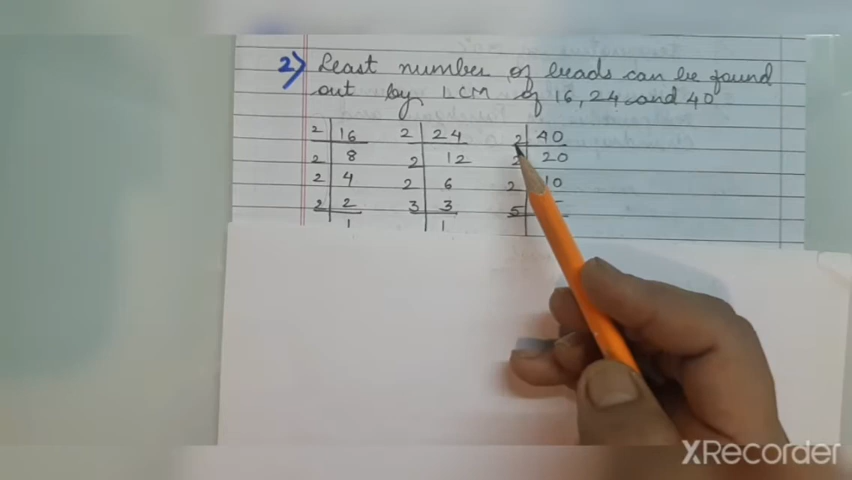 2) Least number of beads can be found
out by LCM of 16, 24 and 40
2 16 2 24 2 40
2 8 2 12 2 20
2 4 2 6 2 10
2 2 3 3 5
1 1
XRecorder